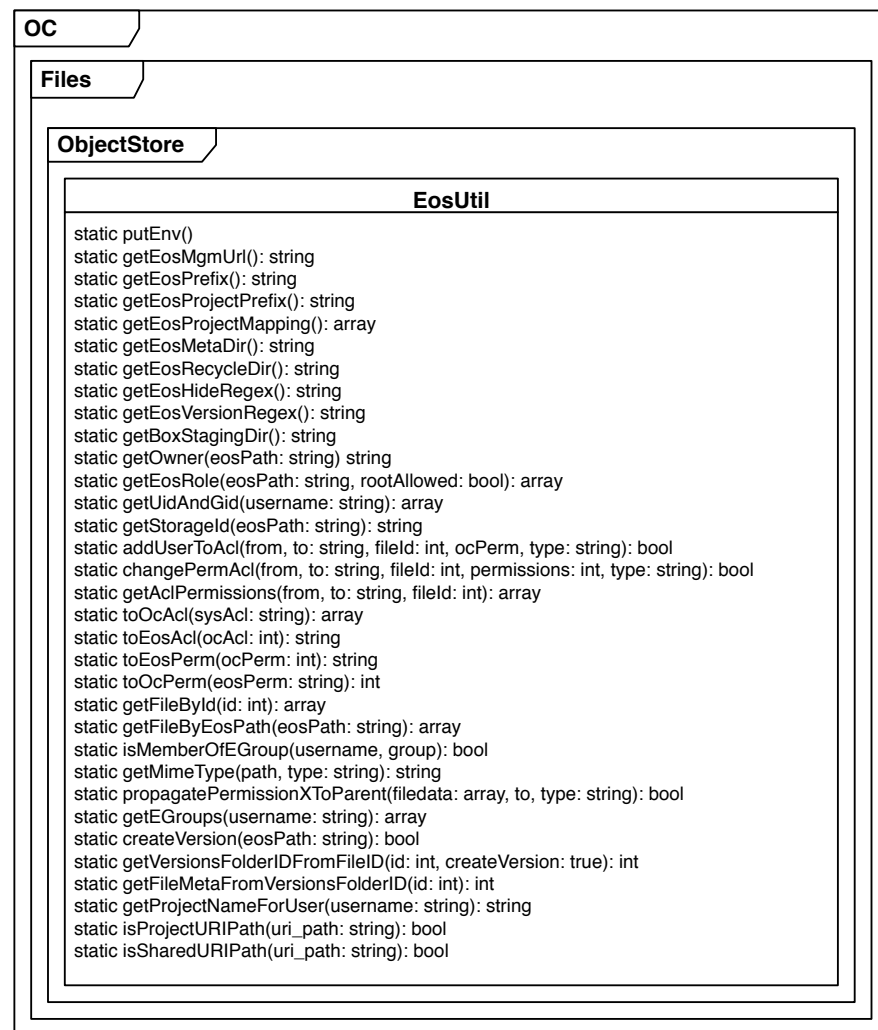 OC
Files
ObjectStore
EosUtil
static putEnv()
static getEosMgmUrl(): string
static getEosPrefix(): string
static getEosProjectPrefix(): string
static getEosProjectMapping(): array
static getEosMetaDir(): string
static getEosRecycleDir(): string
static getEosHideRegex(): string
static getEosVersionRegex(): string
static getBoxStagingDir(): string
static getOwner(eosPath: string) string
static getEosRole(eosPath: string, rootAllowed: bool): array
static getUidAndGid(username: string): array
static getStorageId(eosPath: string): string
static addUserToAcl(from, to: string, fileId: int, ocPerm, type: string): bool
static changePermAcl(from, to: string, fileId: int, permissions: int, type: string): bool
static getAclPermissions(from, to: string, fileId: int): array
static toOcAcl(sysAcl: string): array
static toEosAcl(ocAcl: int): string
static toEosPerm(ocPerm: int): string
static toOcPerm(eosPerm: string): int
static getFileById(id: int): array
static getFileByEosPath(eosPath: string): array
static isMemberOfEGroup(username, group): bool
static getMimeType(path, type: string): string
static propagatePermissionXToParent(filedata: array, to, type: string): bool
static getEGroups(username: string): array
static createVersion(eosPath: string): bool
static getVersionsFolderIDFromFileID(id: int, createVersion: true): int
static getFileMetaFromVersionsFolderID(id: int): int
static getProjectNameForUser(username: string): string
static isProjectURIPath(uri_path: string): bool
static isSharedURIPath(uri_path: string): bool